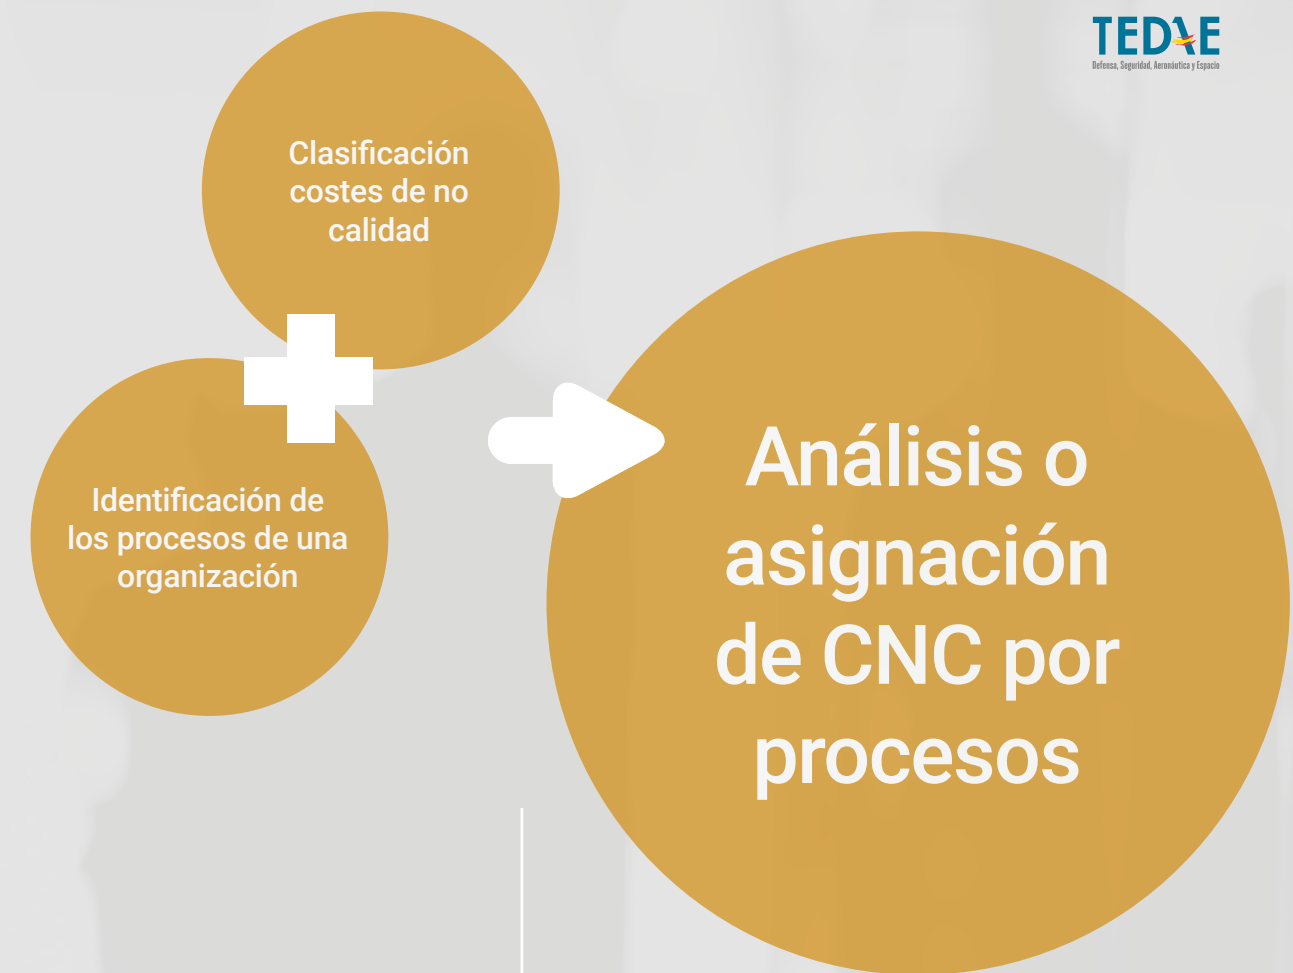 TEDAE
Defensa, Seguridad, Aeronáutica y Espacio
Clasificación
costes de no
calidad
Identificación de
los procesos de una
organización
Análisis o
asignación
de CNC por
procesos